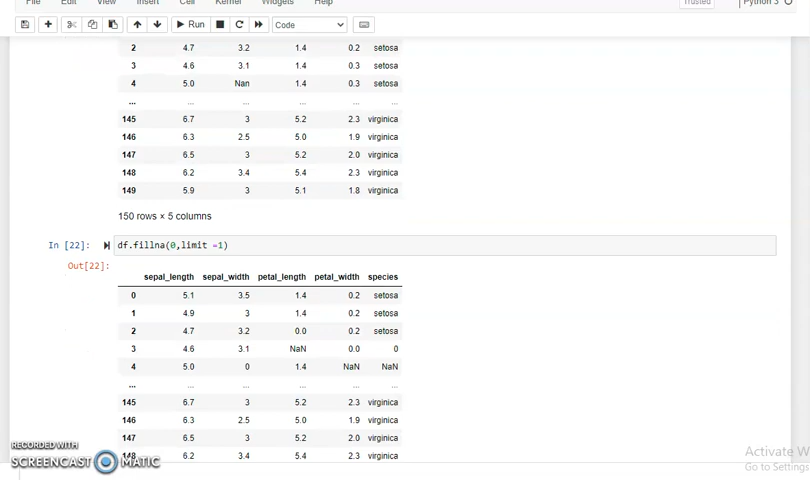 File Edit View Insert Cell Kernel Widgets Help Trusted Python 3
Run Code
2 4.7 3.2 1.4 0.2 setosa
3 4.6 3.1 1.4 0.3 setosa
4 5.0 Nan 1.4 0.3 setosa
... ... ... ... ... ...
145 6.7 3 5.2 2.3 virginica
146 6.3 2.5 5.0 1.9 virginica
147 6.5 3 5.2 2.0 virginica
148 6.2 3.4 5.4 2.3 virginica
149 5.9 3 5.1 1.8 virginica
150 rows × 5 columns
In [22]: df.fillna(0,limit =1)
Out[22]:
sepal_length sepal_width petal_length petal_width species
0 5.1 3.5 1.4 0.2 setosa
1 4.9 3 1.4 0.2 setosa
2 4.7 3.2 0.0 0.2 setosa
3 4.6 3.1 NaN 0.0 0
4 5.0 0 1.4 NaN NaN
... ... ... ... ... ...
145 6.7 3 5.2 2.3 virginica
146 6.3 2.5 5.0 1.9 virginica
147 6.5 3 5.2 2.0 virginica
148 6.2 3.4 5.4 2.3 virginica
RECORDED WITH
SCREENCAST MATIC
Activate W
Go to Settings